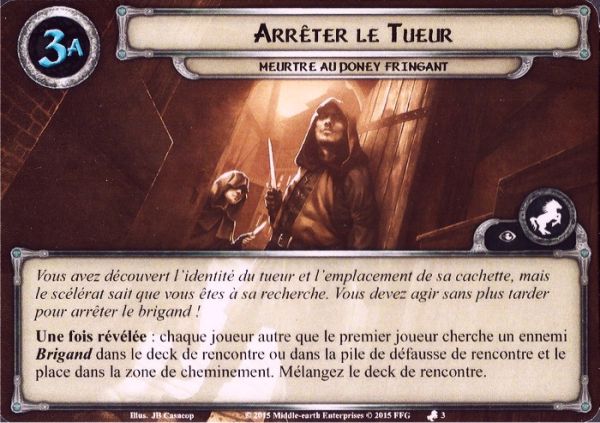 3A
ARRÊTER LE TUEUR
MEURTRE AU PONEY FRINGANT
Vous avez découvert l'identité du tueur et l'emplacement de sa cachette, mais
le scélérat sait que vous êtes à sa recherche. Vous devez agir sans plus tarder
pour arrêter le brigand !
Une fois révélée : chaque joueur autre que le premier joueur cherche un ennemi
Brigand dans le deck de rencontre ou dans la pile de défausse de rencontre et le
place dans la zone de cheminement. Mélangez le deck de rencontre.
Illus. JB Casacop © 2015 Middle-earth Enterprises © 2015 FFG 3